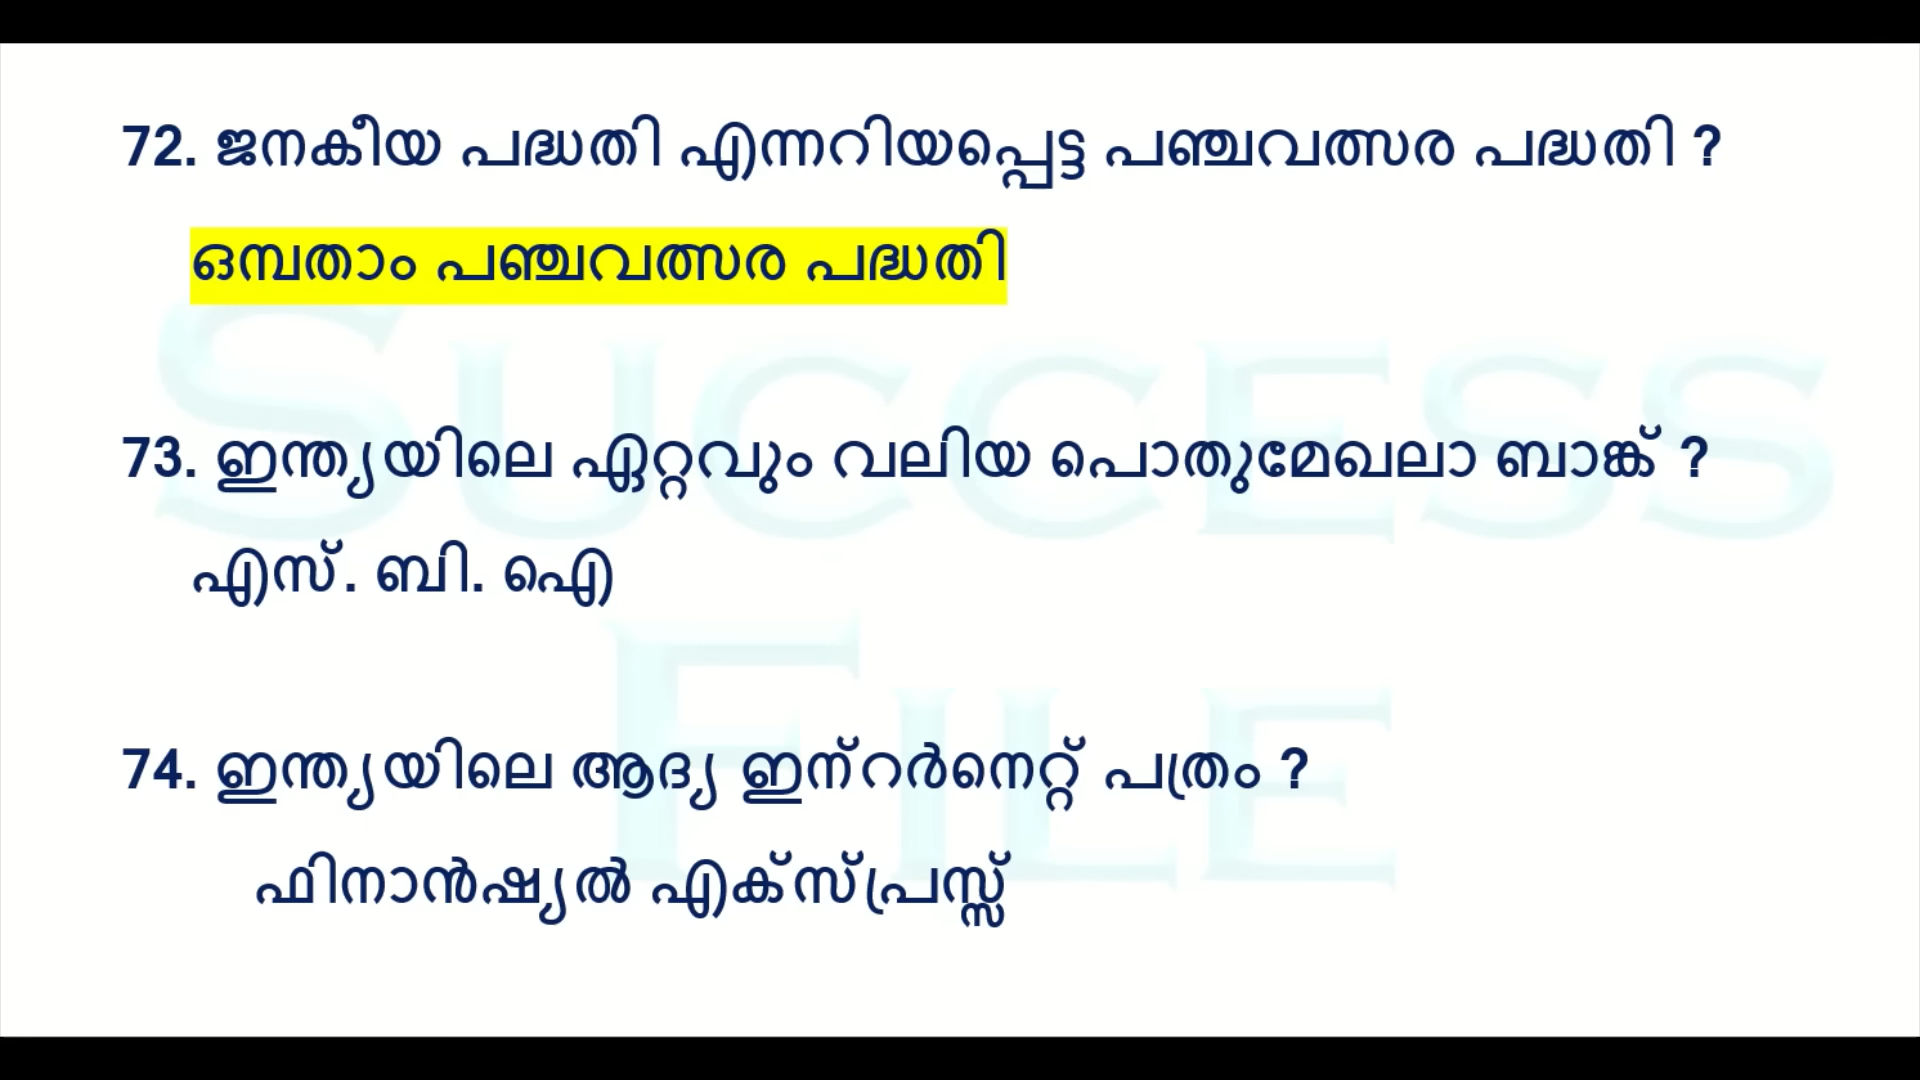 72. ജനകീയ പദ്ധതി എന്നറിയപ്പെട്ട പഞ്ചവത്സര പദ്ധതി ?
ഒമ്പതാം പഞ്ചവത്സര പദ്ധതി
73. ഇന്ത്യയിലെ ഏറ്റവും വലിയ പൊതുമേഖലാ ബാങ്ക് ?
എസ്. ബി. ഐ
74. ഇന്ത്യയിലെ ആദ്യ ഇന്റർനെറ്റ് പത്രം ?
ഫിനാൻഷ്യൽ എക്സ്പ്രസ്സ്
SUCCESS
FILE